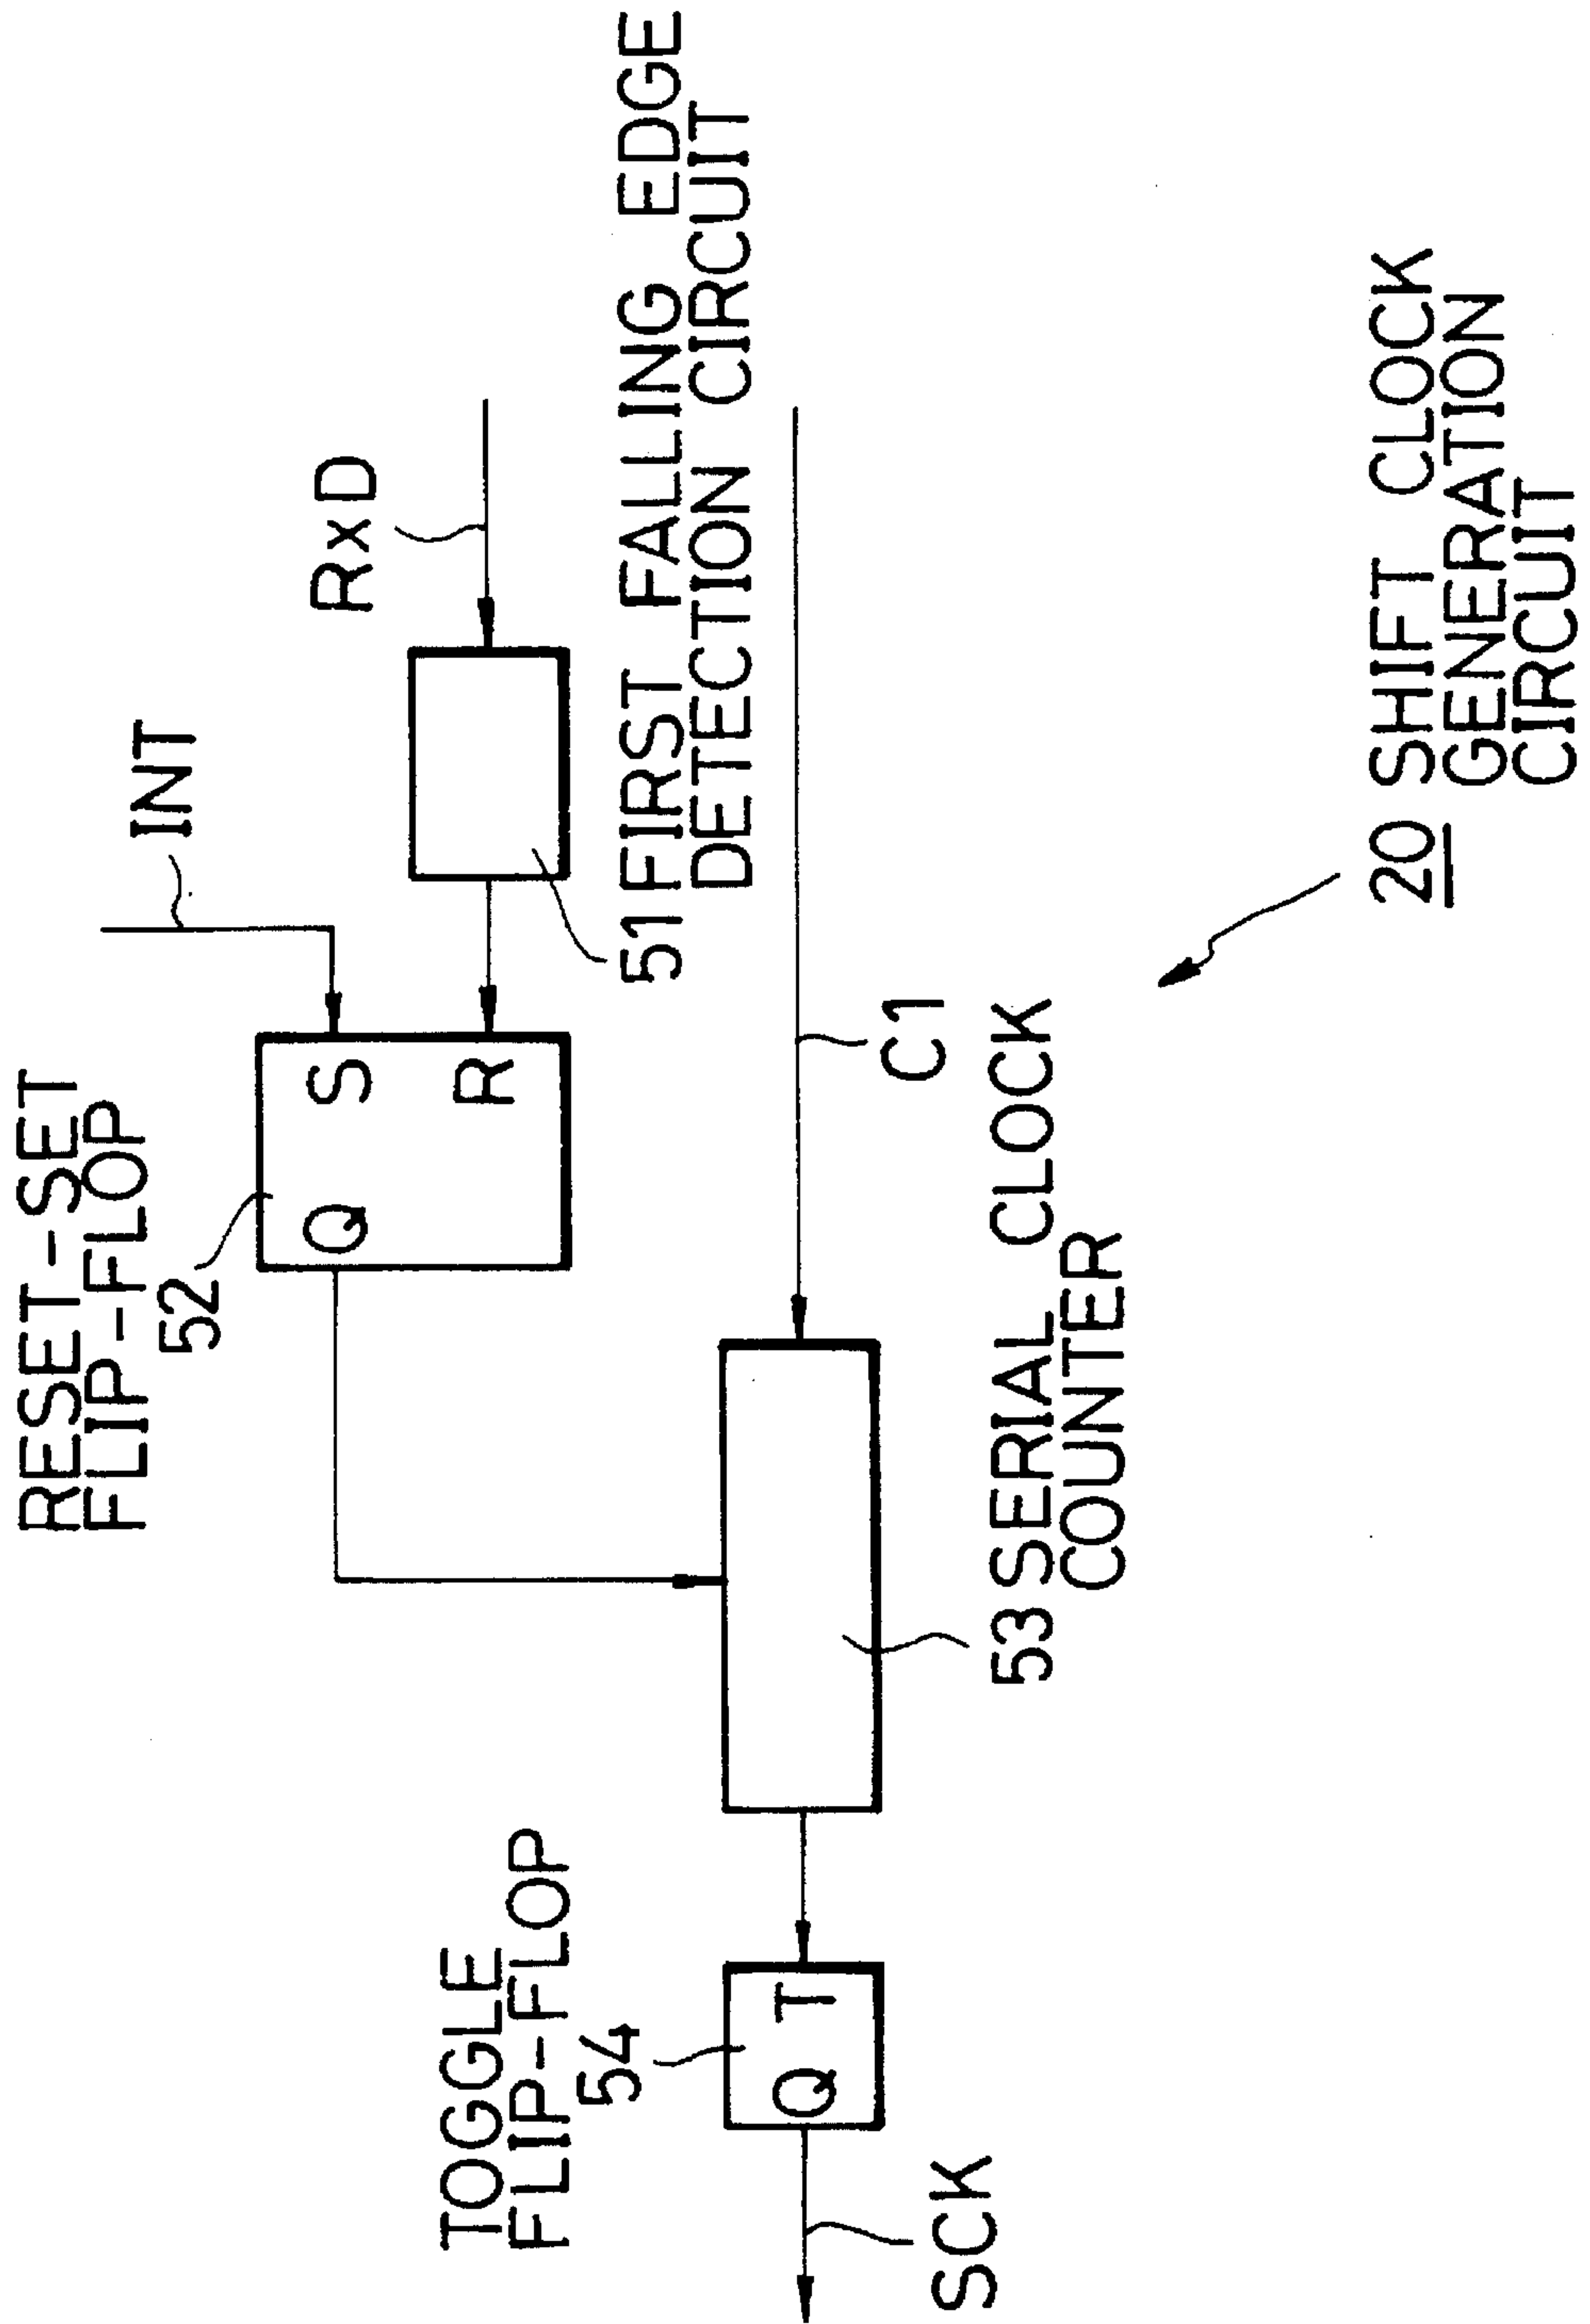 RESET-SET
FLIP-FLOP
52
INT
Q
S
R
RxD
51 FIRST FALLING EDGE
DETECTION CIRCUIT
TOGGLE
FLIP-FLOP
54
Q T
SCK
C1
53 SERIAL CLOCK
COUNTER
20 SHIFT CLOCK
GENERATION
CIRCUIT